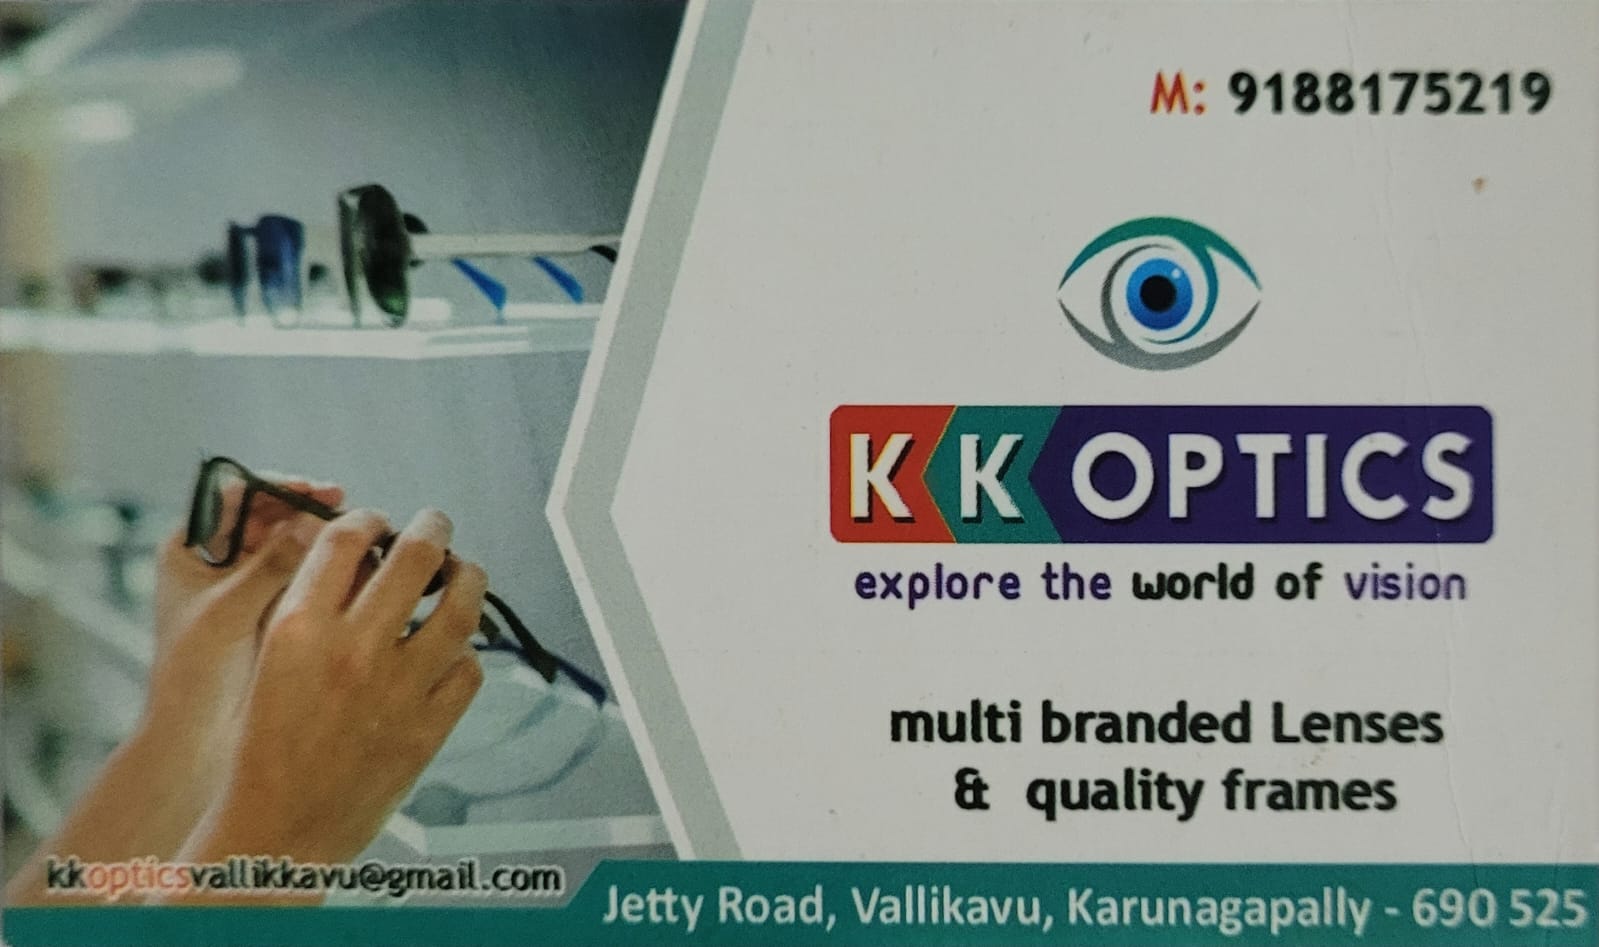 M: 9188175219
KK OPTICS
explore the world of vision
multi branded Lenses
& quality frames
kkopticsvallikkavu@gmail.com
Jetty Road, Vallikavu, Karunagapally - 690 525